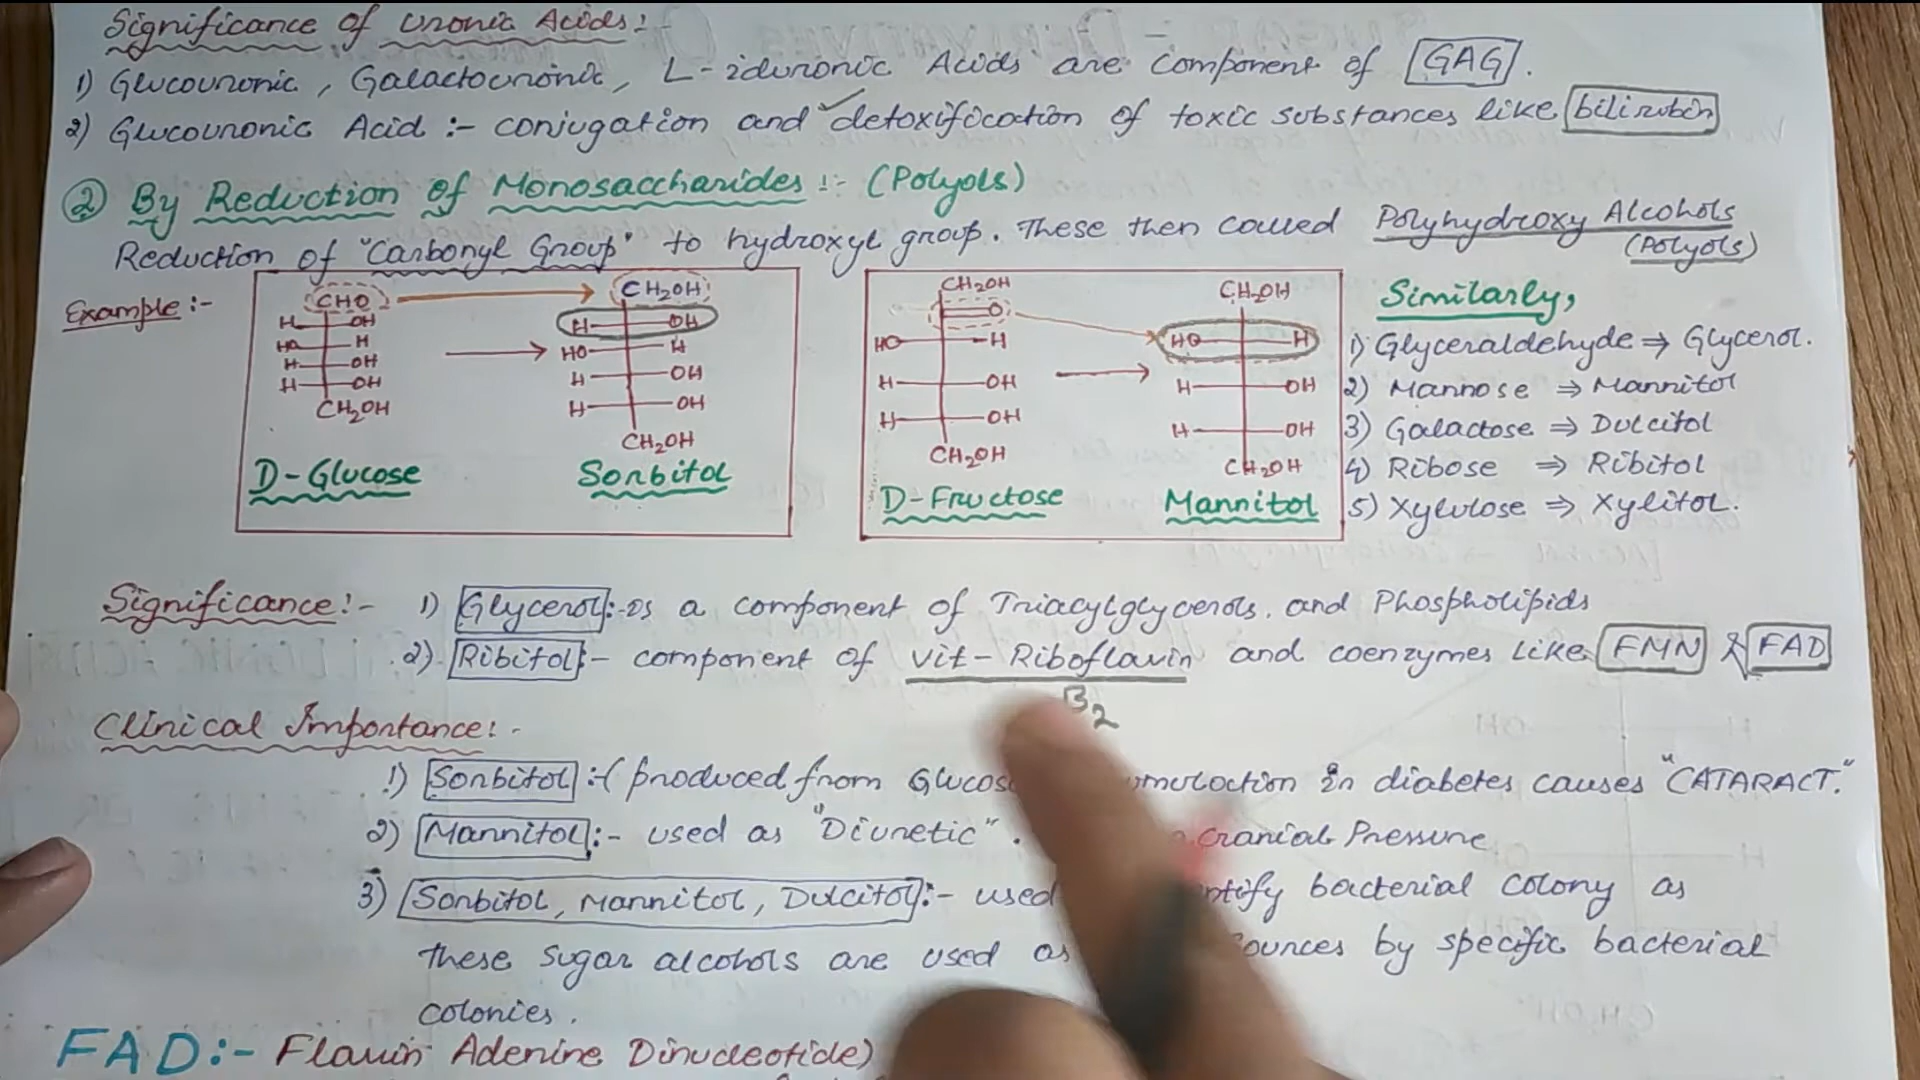 Significance of Uronic Acids:-
1) Glucouronic, Galactouronic, L-iduronic Acids are component of GAG.
2) Glucouronic Acid :- conjugation and detoxification of toxic substances like bilirubin
② By Reduction of Monosaccharides :- (Polyols)
Reduction of "Carbonyl Group" to hydroxyl group. These then called Polyhydroxy Alcohols
(Polyols)
Example:-
CHO
H OH
HO H
H OH
H OH
CH₂OH
D-Glucose
CH₂OH
H OH
HO H
H OH
H OH
CH₂OH
Sorbitol
CH₂OH
O
HO H
H OH
H OH
CH₂OH
D-Fructose
CH₂OH
HO H
H OH
H OH
CH₂OH
Mannitol
Similarly,
1) Glyceraldehyde ⇒ Glycerol.
2) Mannose ⇒ Mannitol
3) Galactose ⇒ Dulcitol
4) Ribose ⇒ Ribitol
5) Xylulose ⇒ Xylitol.
Significance:- 1) Glycerol:- is a component of Triacylglycerols. and Phospholipids
2) Ribitol:- component of vit-Riboflavin and coenzymes like FMN & FAD
B₂
Clinical Importance:-
1) Sorbitol :- (produced from in diabetes causes "CATARACT."
2) Mannitol:- used as "Diuretic". Pressure
3) Sorbitol, Mannitol, Dulcitol:- used bacterial colony as
these sugar alcohols are used as by specific bacterial
colonies.
FAD:- Flavin Adenine Dinucleotide)